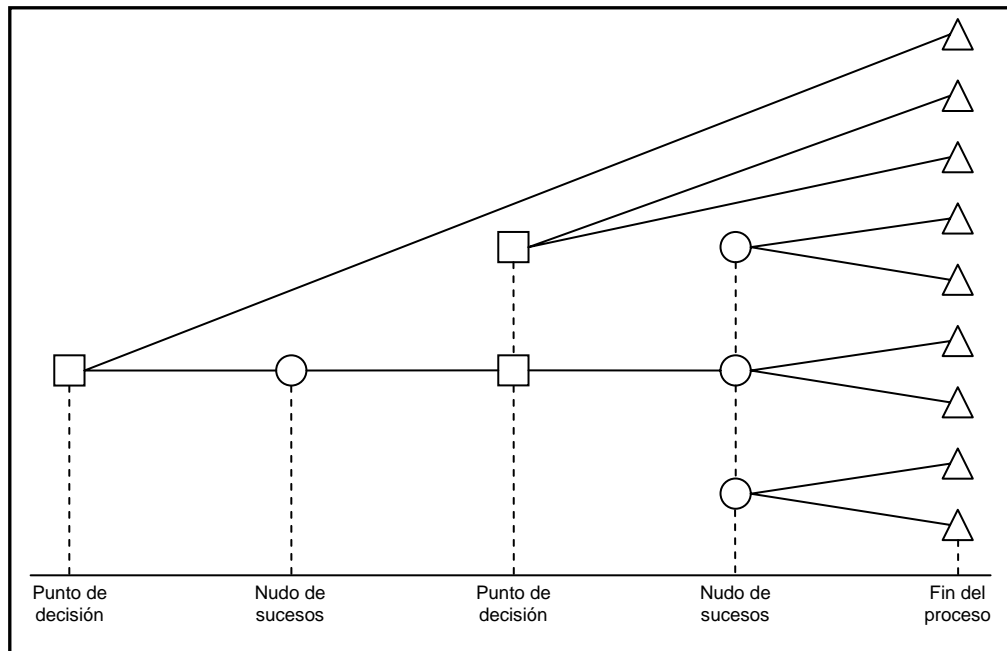 Punto de
decisión
Nudo de
sucesos
Punto de
decisión
Nudo de
sucesos
Fin del
proceso